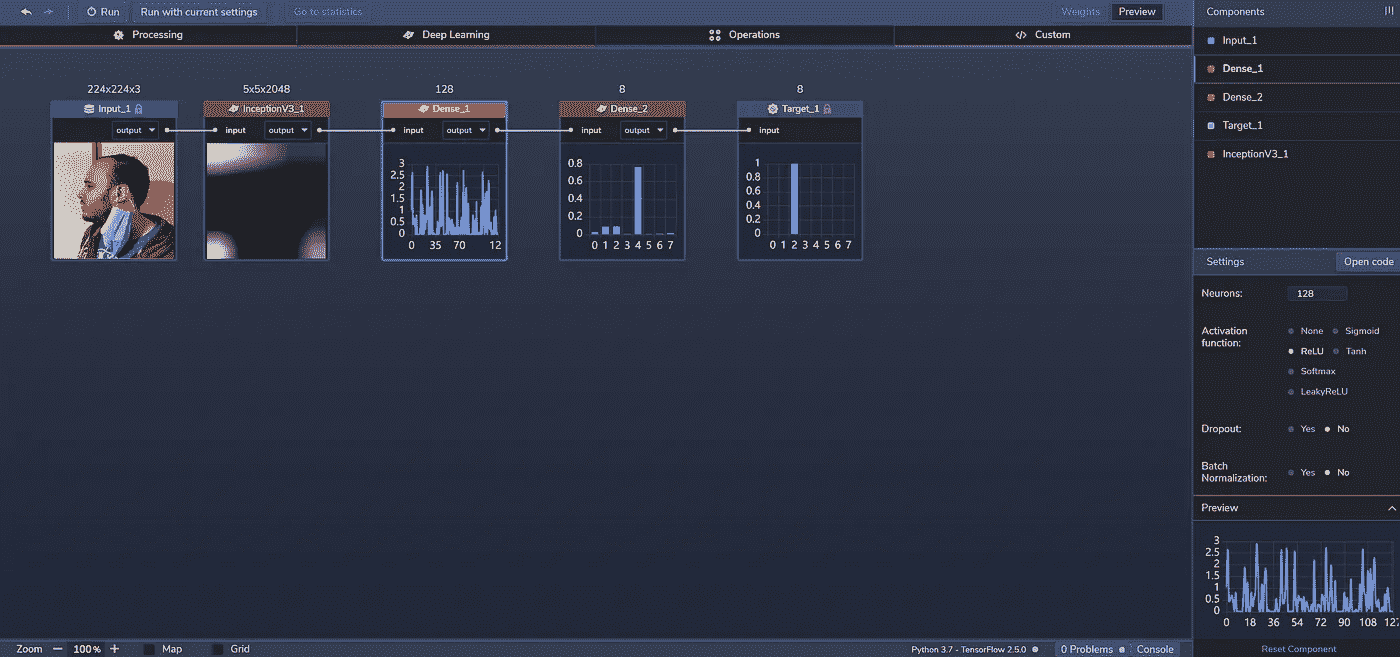 Run Run with current settings Go to statistics Weights Preview Components
Processing Deep Learning Operations Custom
Input_1
Dense_1
Dense_2
Target_1
InceptionV3_1
224x224x3 5x5x2048 128 8 8
Input_1 InceptionV3_1 Dense_1 Dense_2 Target_1
output input output input output input output input
3
2.5
2
1.5
1
0.5
0
0 35 70 12
0.8
0.6
0.4
0.2
0
0 1 2 3 4 5 6 7
1
0.8
0.6
0.4
0.2
0
0 1 2 3 4 5 6 7
Settings Open code
Neurons: 128
Activation function:
None Sigmoid
ReLU Tanh
Softmax
LeakyReLU
Dropout: Yes No
Batch
Normalization: Yes No
Preview
3
2.5
2
1.5
1
0.5
0
0 18 36 54 72 90 108 127
Reset Component
Zoom 100% Map Grid Python 3.7 - TensorFlow 2.5.0 0 Problems Console